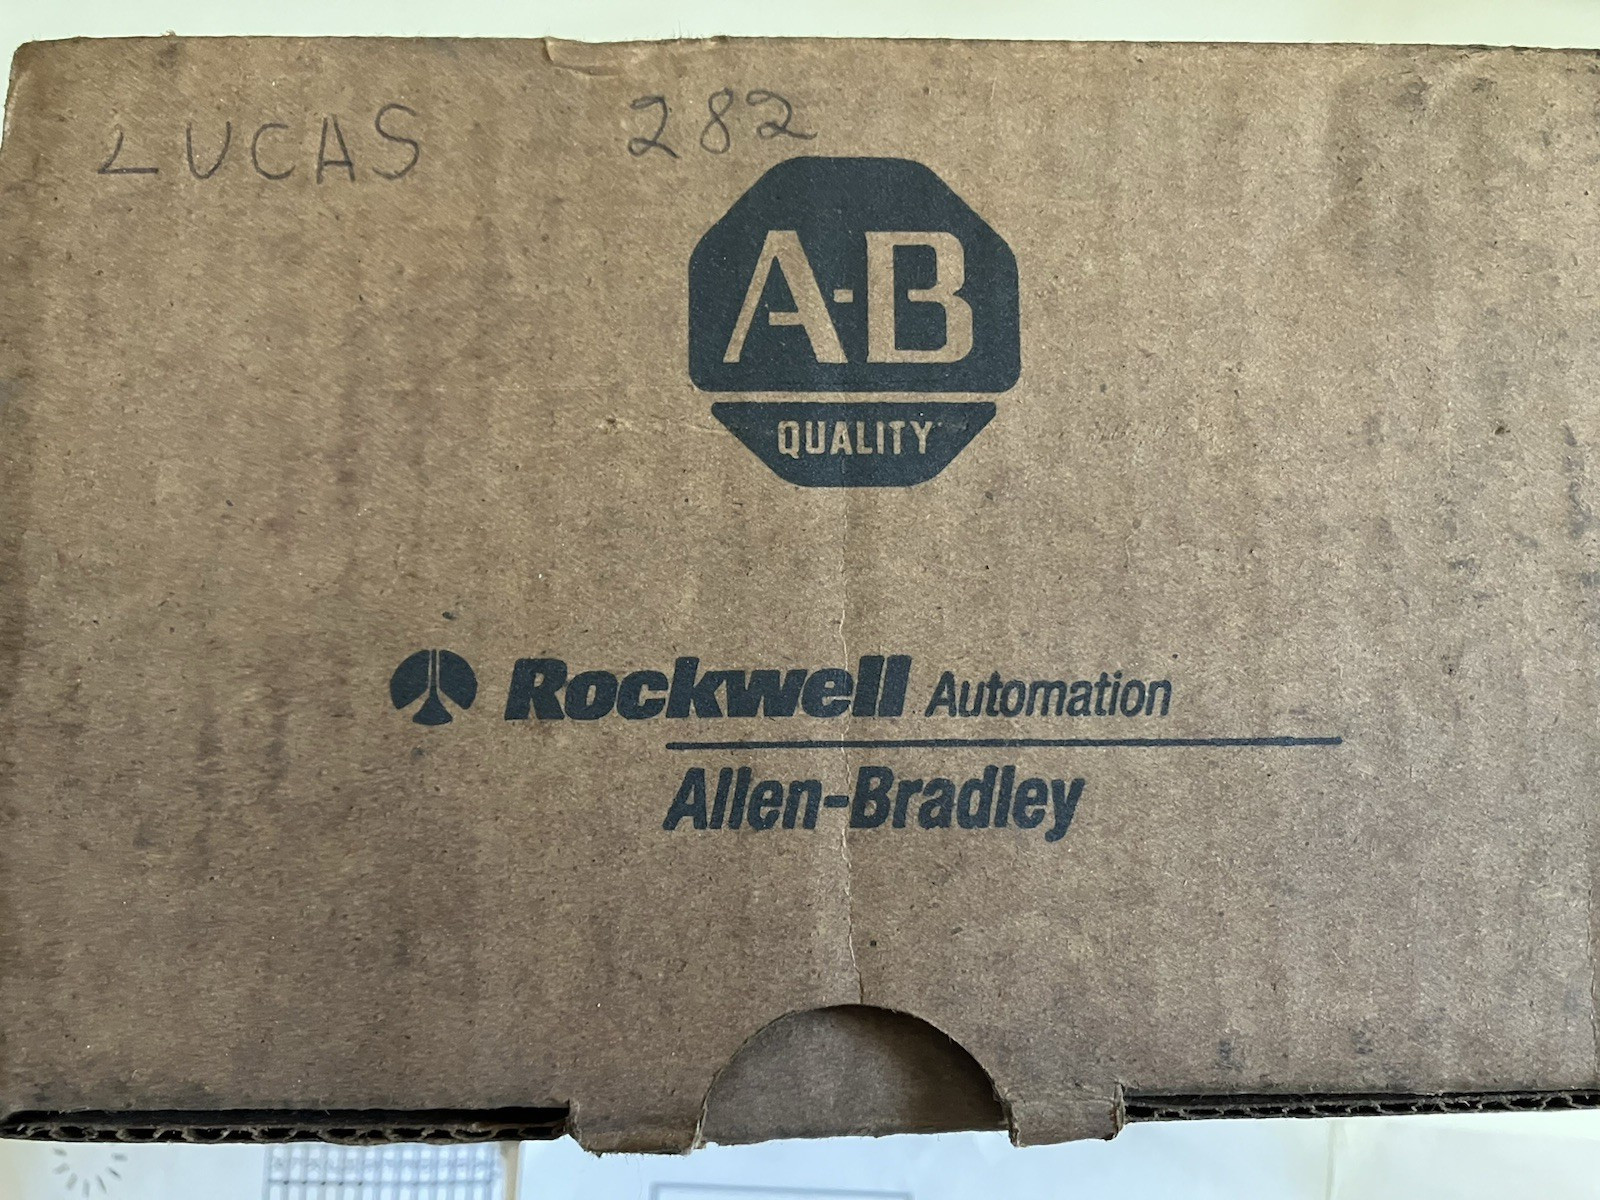 LUCAS 282
A-B
QUALITY
Rockwell Automation
Allen-Bradley